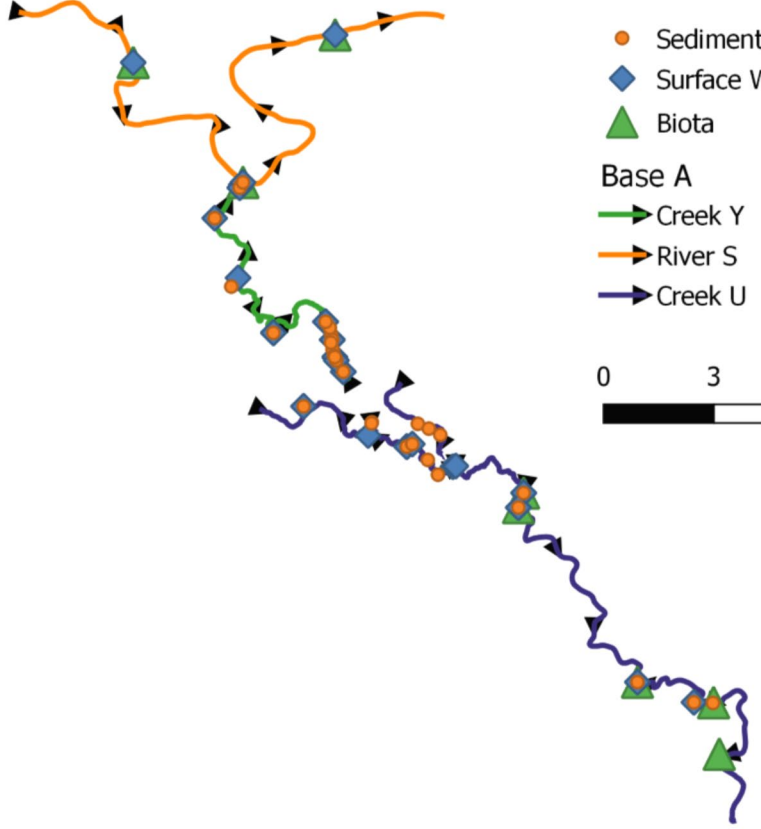 Sediment
Surface W
Biota
Base A
Creek Y
River S
Creek U
0 3